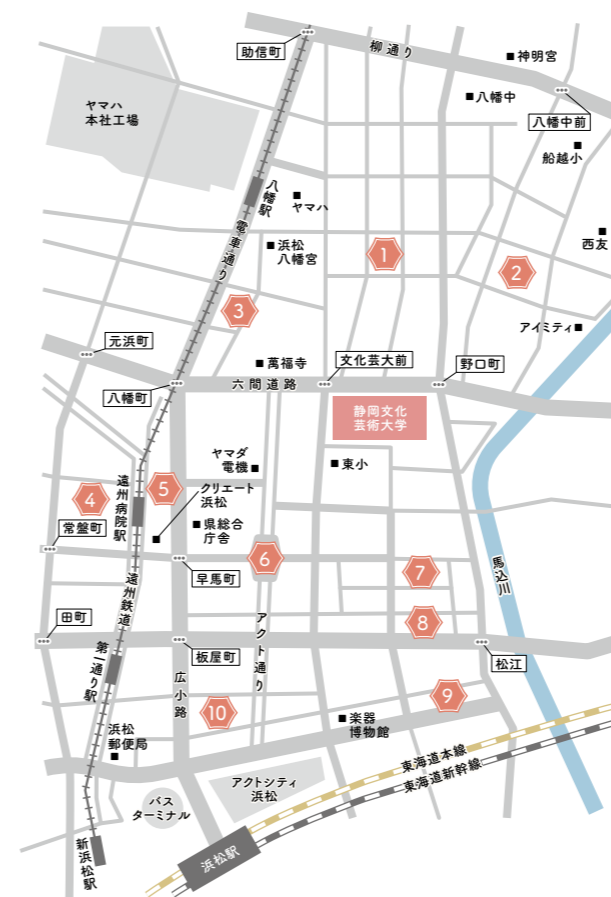 助信町
柳通り
神明宮
八幡中
八幡中前
船越小
ヤマハ
本社工場
八幡駅
ヤマハ
電車通り
浜松
八幡宮
1
2
西友
3
アイミティ
元浜町
萬福寺
文化芸大前
野口町
八幡町
六間道路
静岡文化
芸術大学
ヤマダ
電機
東小
4
5
クリエート
浜松
遠州病院駅
県総合
庁舎
常盤町
6
7
早馬町
馬込川
遠州鉄道
アクト通り
8
田町
板屋町
松江
第一通り駅
広小路
9
10
楽器
博物館
浜松
郵便局
東海道本線
東海道新幹線
アクトシティ
浜松
バス
ターミナル
新浜松駅
浜松駅